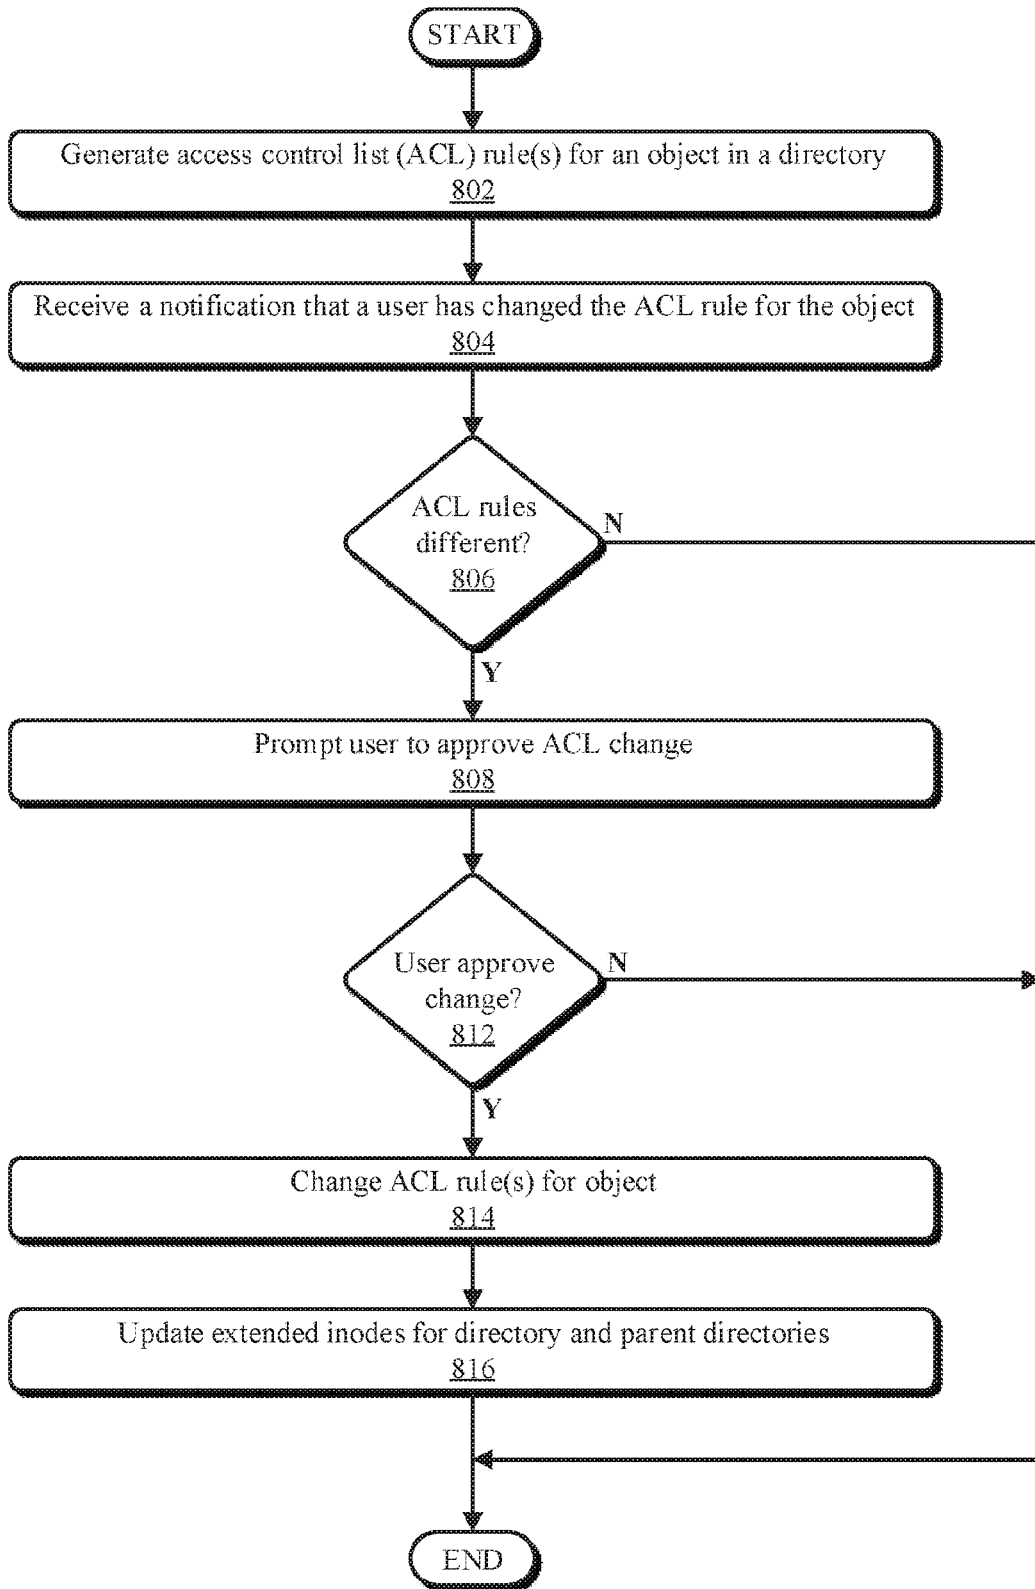 START
Generate access control list (ACL) rule(s) for an object in a directory
802
Receive a notification that a user has changed the ACL rule for the object
804
ACL rules
different?
806
N
Y
Prompt user to approve ACL change
808
User approve
change?
812
N
Y
Change ACL rule(s) for object
814
Update extended inodes for directory and parent directories
816
END